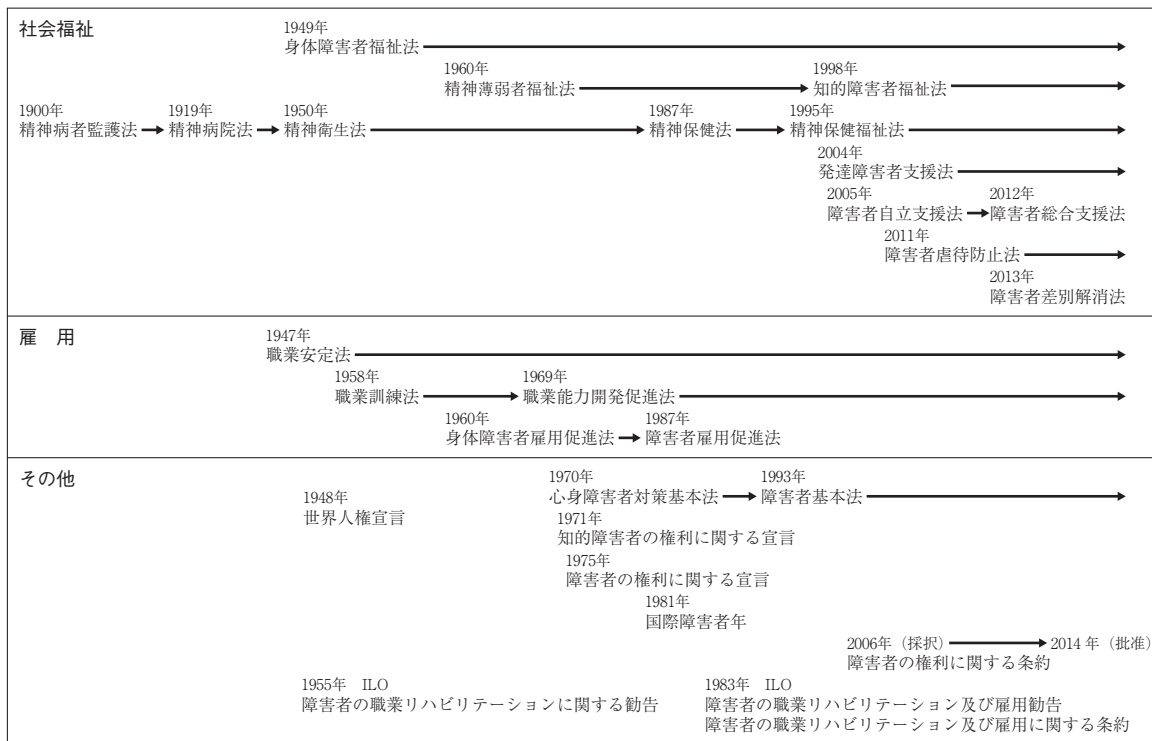 社会福祉
1949年
身体障害者福祉法
1960年
精神薄弱者福祉法
1998年
知的障害者福祉法
1900年
精神病者監護法
1919年
精神病院法
1950年
精神衛生法
1987年
精神保健法
1995年
精神保健福祉法
2004年
発達障害者支援法
2005年
障害者自立支援法
2012年
障害者総合支援法
2011年
障害者虐待防止法
2013年
障害者差別解消法
雇　用
1947年
職業安定法
1958年
職業訓練法
1969年
職業能力開発促進法
1960年
身体障害者雇用促進法
1987年
障害者雇用促進法
その他
1948年
世界人権宣言
1970年
心身障害者対策基本法
1993年
障害者基本法
1971年
知的障害者の権利に関する宣言
1975年
障害者の権利に関する宣言
1981年
国際障害者年
2006年（採択）
2014年（批准）
障害者の権利に関する条約
1955年　ILO
障害者の職業リハビリテーションに関する勧告
1983年　ILO
障害者の職業リハビリテーション及び雇用勧告
障害者の職業リハビリテーション及び雇用に関する条約